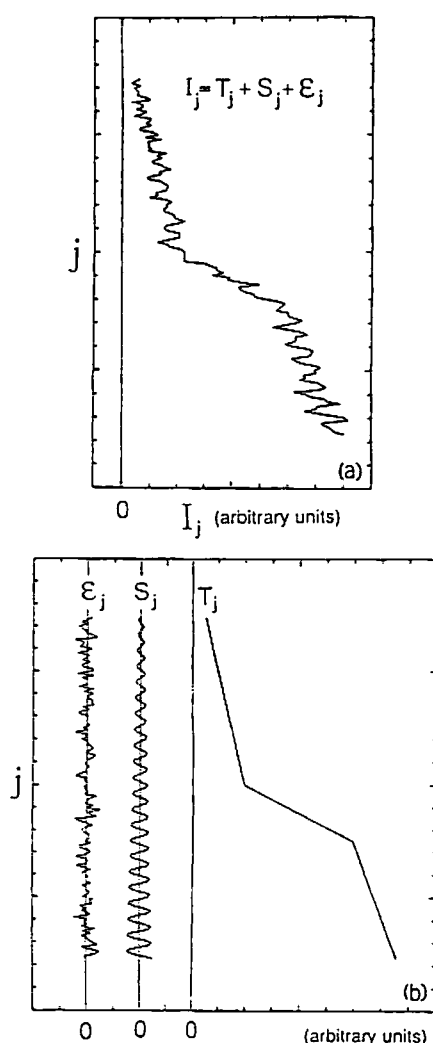 I_j = T_j + S_j + ε_j
j
(a)
0
I_j (arbitrary units)
ε_j S_j T_j
j
(b)
0 0 0 (arbitrary units)